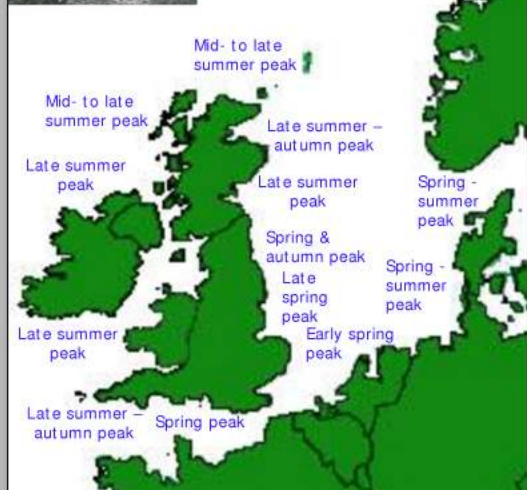 Mid- to late
summer peak
Mid- to late
summer peak
Late summer –
autumn peak
Late summer
peak
Late summer
peak
Spring -
summer
peak
Spring &
autumn peak
Spring -
summer
peak
Late
spring
peak
Late summer
peak
Early spring
peak
Late summer –
autumn peak
Spring peak